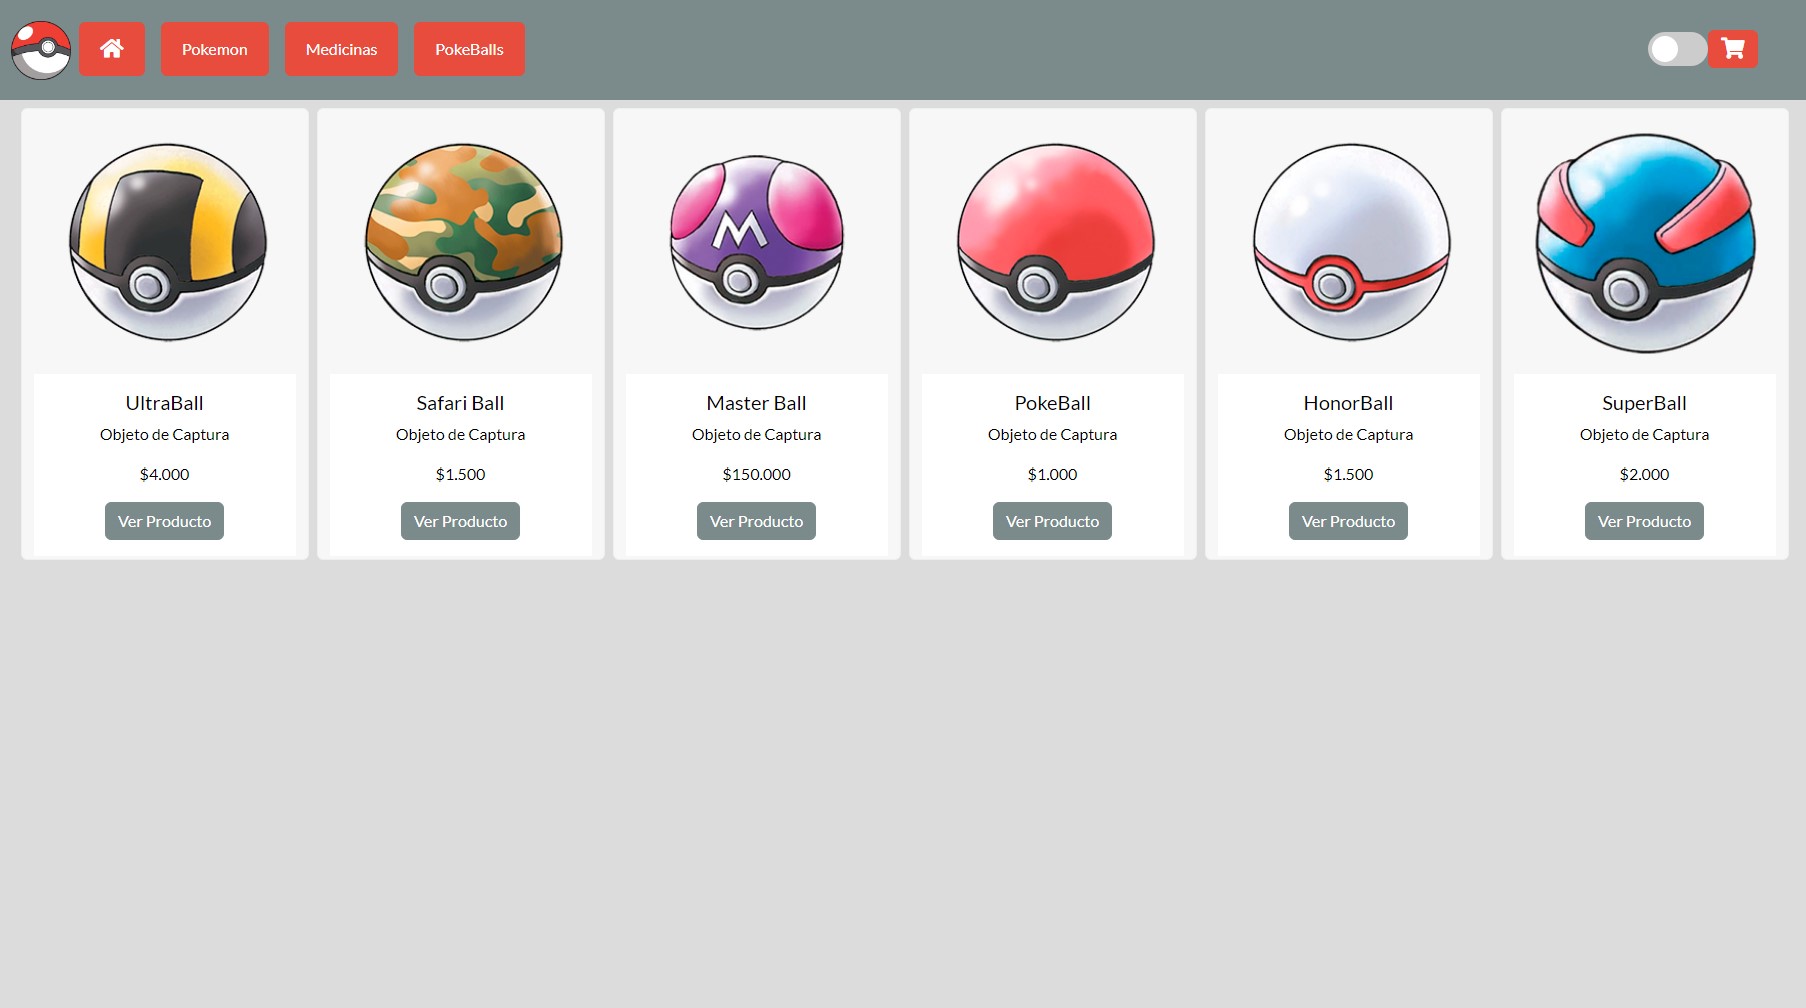 Pokemon
Medicinas
PokeBalls
M
UltraBall
Objeto de Captura
$4.000
Ver Producto
Safari Ball
Objeto de Captura
$1.500
Ver Producto
Master Ball
Objeto de Captura
$150.000
Ver Producto
PokeBall
Objeto de Captura
$1.000
Ver Producto
HonorBall
Objeto de Captura
$1.500
Ver Producto
SuperBall
Objeto de Captura
$2.000
Ver Producto